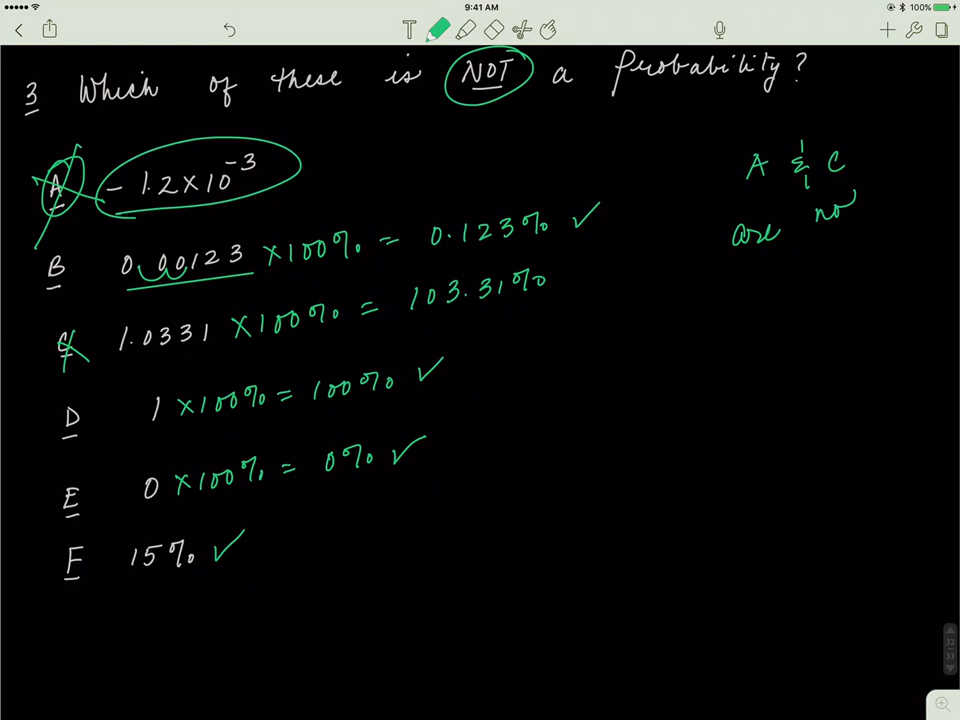 9:41 AM
100%
T
3 Which of these is NOT a probability?
A - 1.2 × 10^-3
B 0.00123 × 100% = 0.123% ✓
C 1.0331 × 100% = 103.31%
D 1 × 100% = 100% ✓
E 0 × 100% = 0% ✓
F 15% ✓
A & C
are no